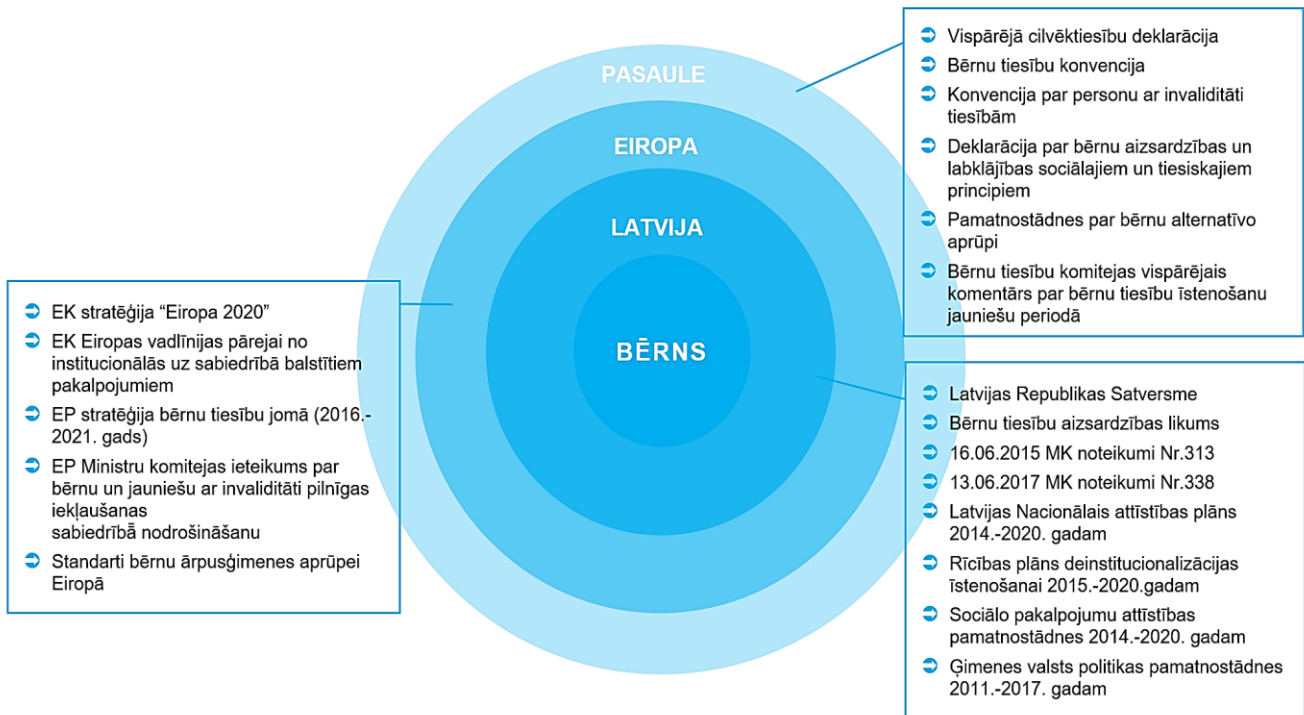 PASAULE
EIROPA
LATVIJA
BĒRNS
Vispārējā cilvēktiesību deklarācija
Bērnu tiesību konvencija
Konvencija par personu ar invaliditāti
tiesībām
Deklarācija par bērnu aizsardzības un
labklājības sociālajiem un tiesiskajiem
principiem
Pamatnostādnes par bērnu alternatīvo
aprūpi
Bērnu tiesību komitejas vispārējais
komentārs par bērnu tiesību īstenošanu
jauniešu periodā
EK stratēģija “Eiropa 2020”
EK Eiropas vadlīnijas pārejai no
institucionālās uz sabiedrībā balstītiem
pakalpojumiem
EP stratēģija bērnu tiesību jomā (2016.-
2021. gads)
EP Ministru komitejas ieteikums par
bērnu un jauniešu ar invaliditāti pilnīgas
iekļaušanas
sabiedrībā nodrošināšanu
Standarti bērnu ārpusģimenes aprūpei
Eiropā
Latvijas Republikas Satversme
Bērnu tiesību aizsardzības likums
16.06.2015 MK noteikumi Nr.313
13.06.2017 MK noteikumi Nr.338
Latvijas Nacionālais attīstības plāns
2014.-2020. gadam
Rīcības plāns deinstitucionalizācijas
īstenošanai 2015.-2020.gadam
Sociālo pakalpojumu attīstības
pamatnostādnes 2014.-2020. gadam
Ģimenes valsts politikas pamatnostādnes
2011.-2017. gadam